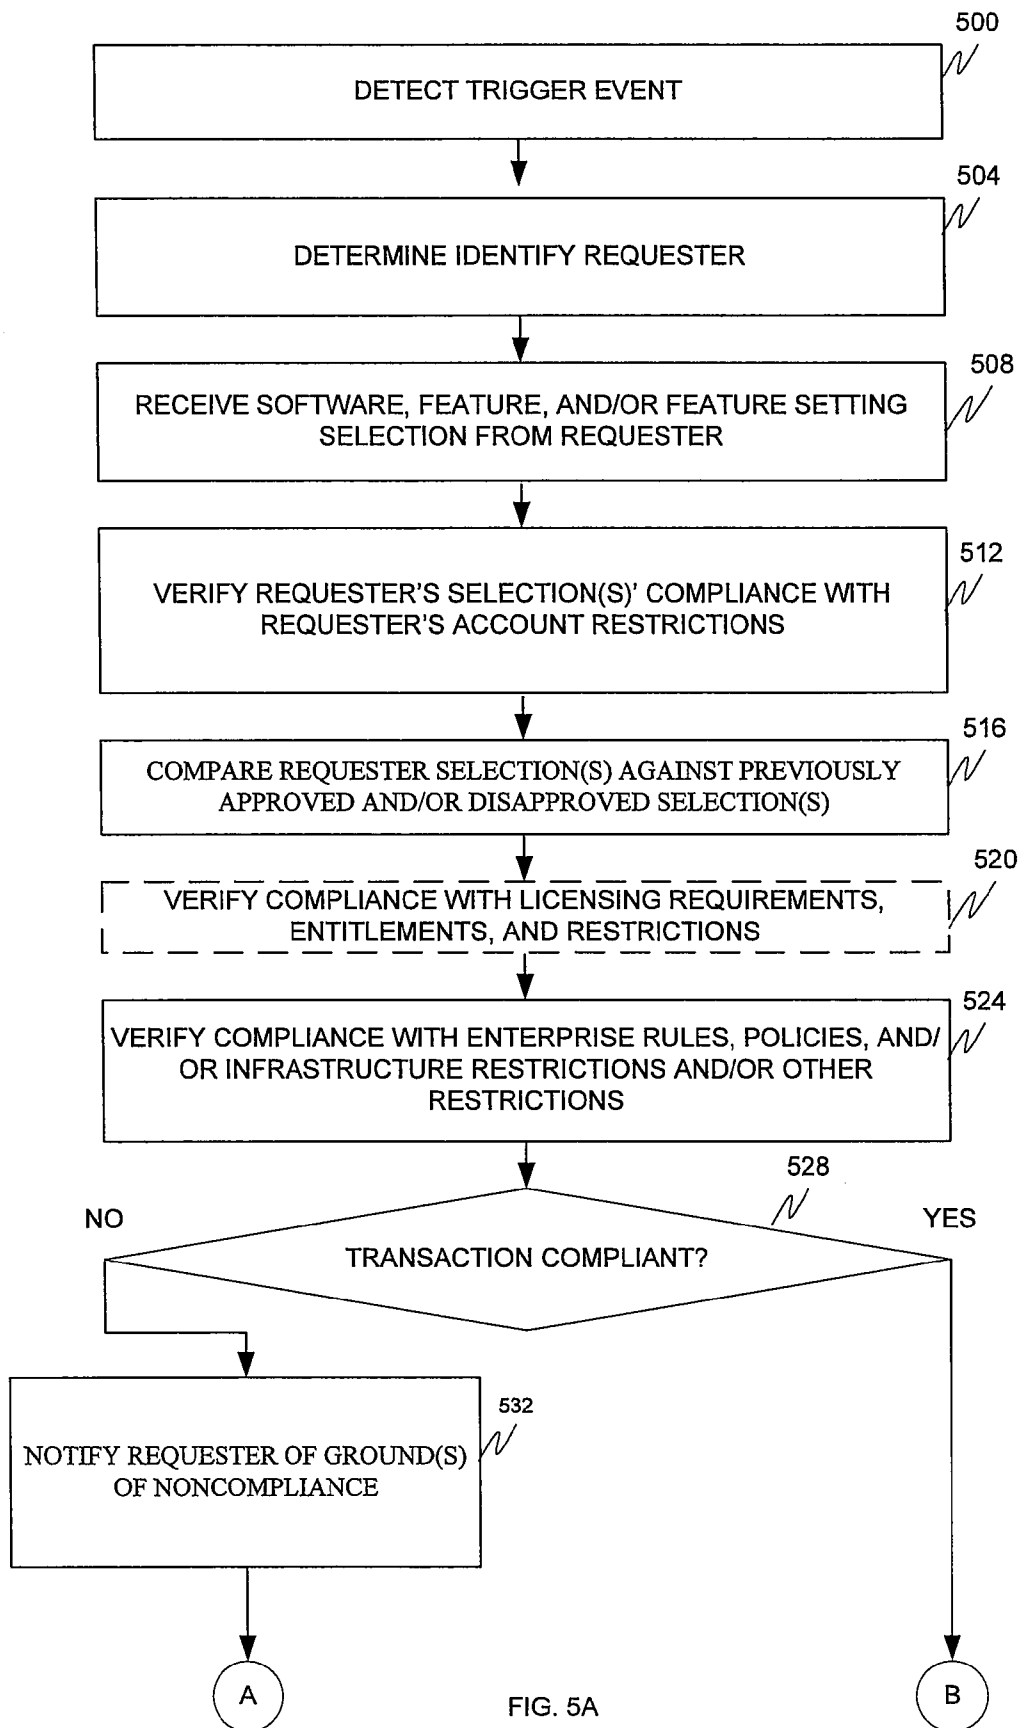 500
DETECT TRIGGER EVENT
504
DETERMINE IDENTIFY REQUESTER
508
RECEIVE SOFTWARE, FEATURE, AND/OR FEATURE SETTING
SELECTION FROM REQUESTER
512
VERIFY REQUESTER'S SELECTION(S)' COMPLIANCE WITH
REQUESTER'S ACCOUNT RESTRICTIONS
516
COMPARE REQUESTER SELECTION(S) AGAINST PREVIOUSLY
APPROVED AND/OR DISAPPROVED SELECTION(S)
520
VERIFY COMPLIANCE WITH LICENSING REQUIREMENTS,
ENTITLEMENTS, AND RESTRICTIONS
524
VERIFY COMPLIANCE WITH ENTERPRISE RULES, POLICIES, AND/
OR INFRASTRUCTURE RESTRICTIONS AND/OR OTHER
RESTRICTIONS
528
NO
YES
TRANSACTION COMPLIANT?
532
NOTIFY REQUESTER OF GROUND(S)
OF NONCOMPLIANCE
A
B
FIG. 5A